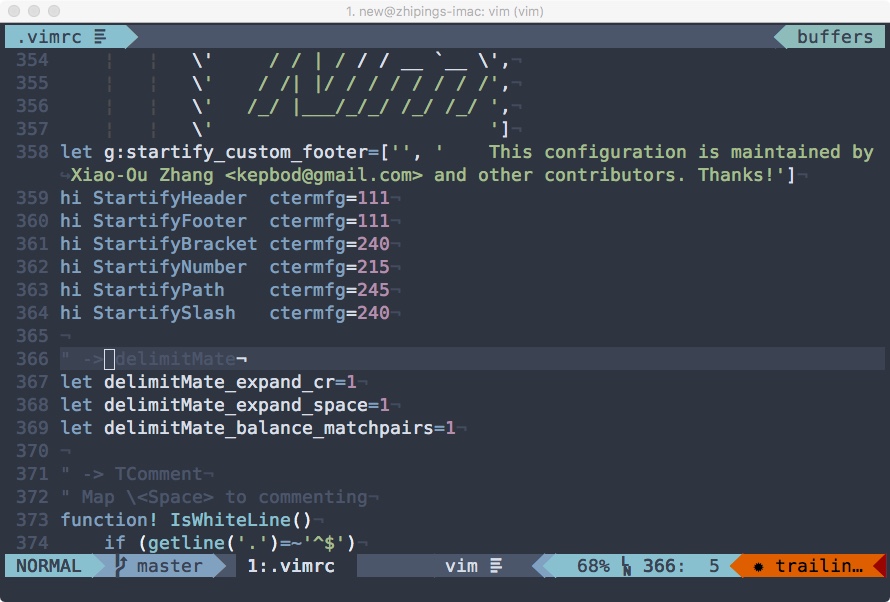 1. new@zhipings-imac: vim (vim)
.vimrc buffers
354 ¦ ¦ \'     / / | / / / __ `__ \',¬
355 ¦ ¦ \'    / /| |/ / / / / / / /',¬
356 ¦ ¦ \'   /_/ |___/_/_/ /_/ /_/ ',¬
357 ¦ ¦ \'                         ']¬
358 let g:startify_custom_footer=['', '    This configuration is maintained by
↪Xiao-Ou Zhang <kepbod@gmail.com> and other contributors. Thanks!']¬
359 hi StartifyHeader  ctermfg=111¬
360 hi StartifyFooter  ctermfg=111¬
361 hi StartifyBracket ctermfg=240¬
362 hi StartifyNumber  ctermfg=215¬
363 hi StartifyPath    ctermfg=245¬
364 hi StartifySlash   ctermfg=240¬
365 ¬
366 " -> delimitMate¬
367 let delimitMate_expand_cr=1¬
368 let delimitMate_expand_space=1¬
369 let delimitMate_balance_matchpairs=1¬
370 ¬
371 " -> TComment¬
372 " Map \<Space> to commenting¬
373 function! IsWhiteLine()¬
374     if (getline('.')=~'^$')¬
NORMAL master 1:.vimrc vim 68% LN 366: 5 ✹ trailin…